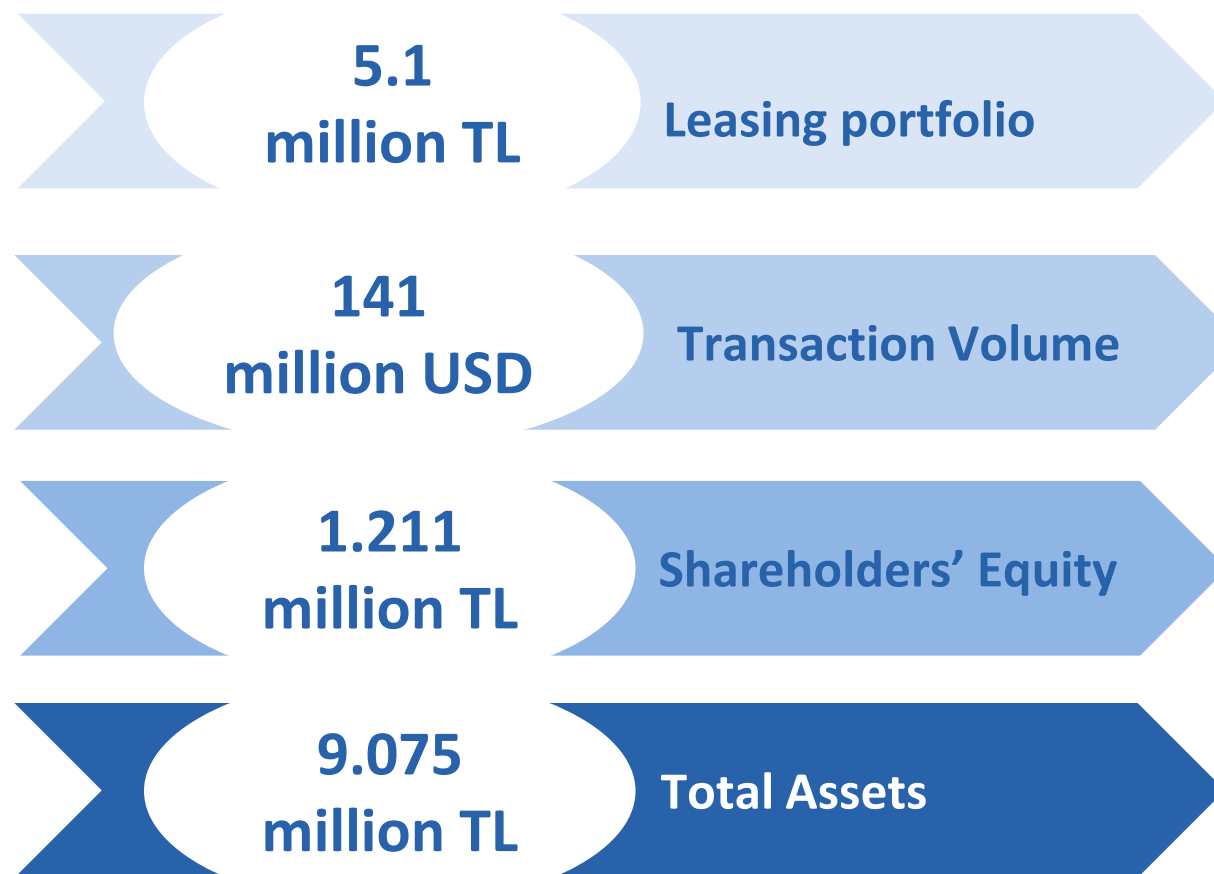 5.1
million TL
Leasing portfolio
141
million USD
Transaction Volume
1.211
million TL
Shareholders’ Equity
9.075
million TL
Total Assets